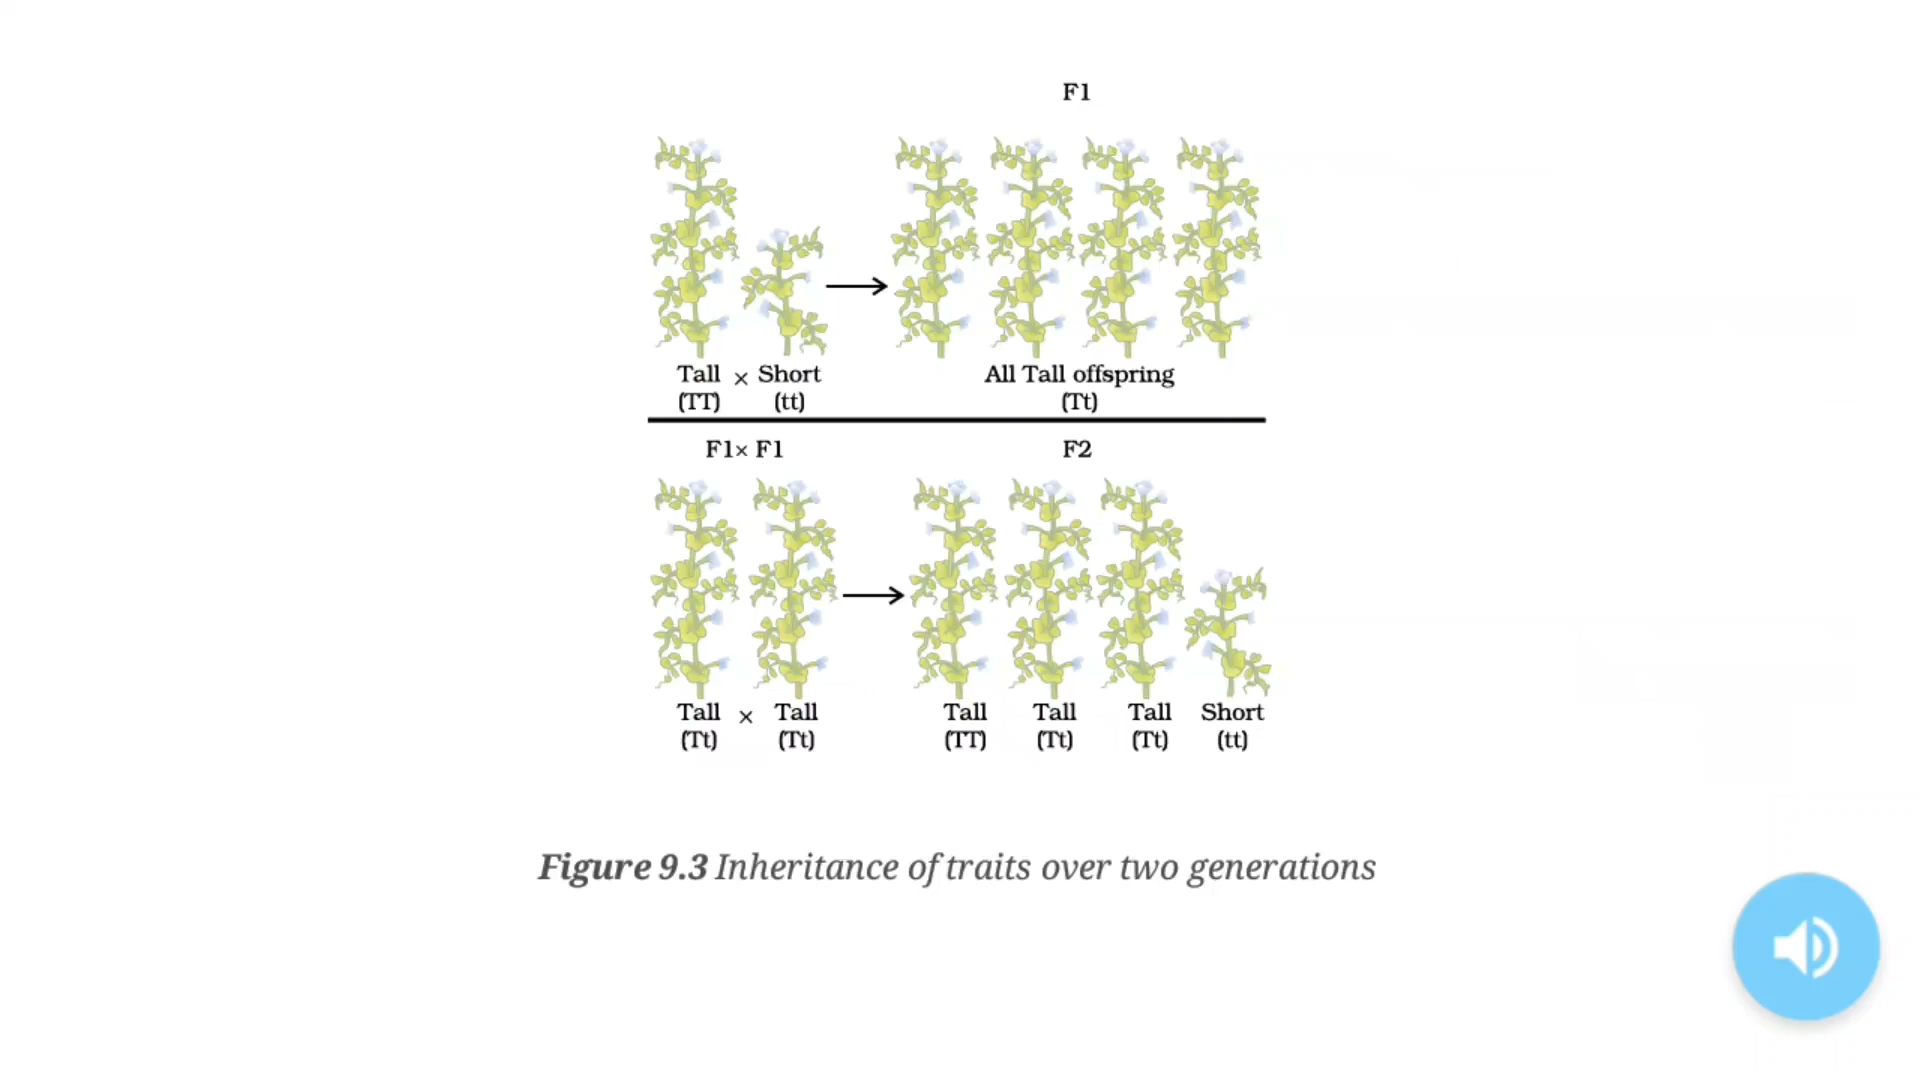 F1
Tall × Short
(TT) (tt)
All Tall offspring
(Tt)
F1× F1
F2
Tall × Tall
(Tt) (Tt)
Tall Tall Tall Short
(TT) (Tt) (Tt) (tt)
Figure 9.3 Inheritance of traits over two generations